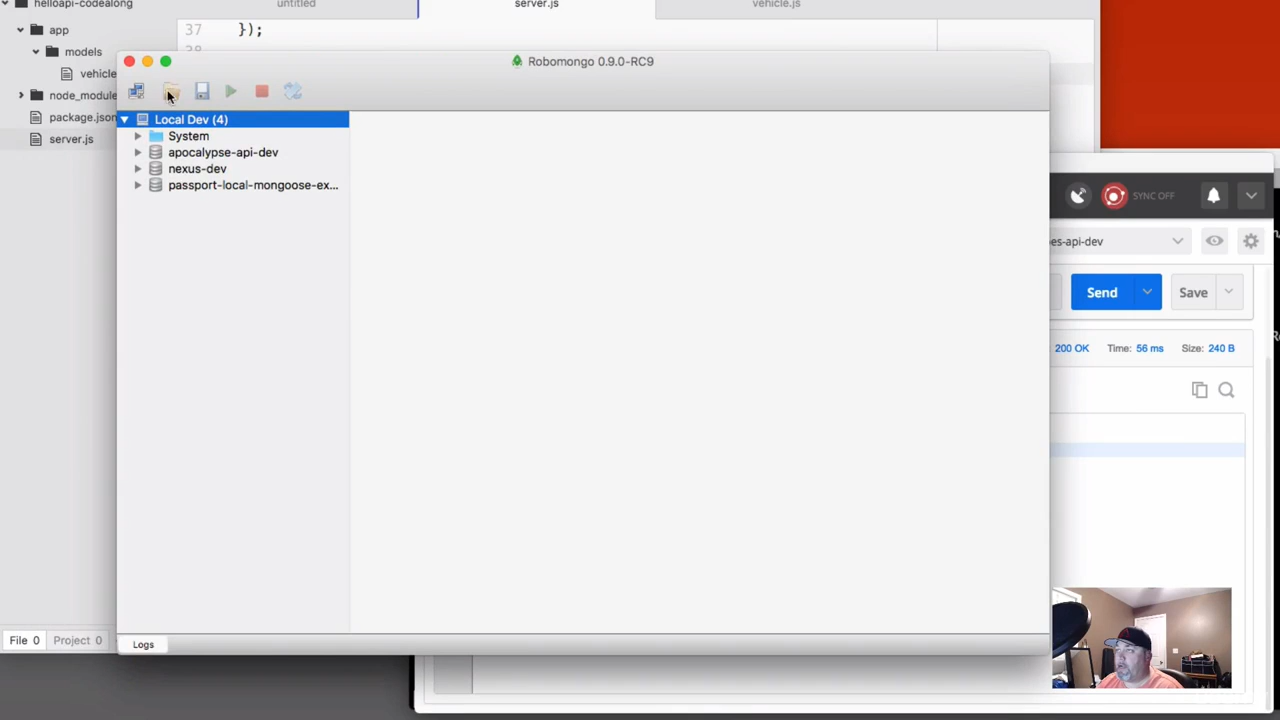 helloapi-codealong
untitled
server.js
vehicle.js
app
models
vehicle
node_module
package.json
server.js
37 });
38
Robomongo 0.9.0-RC9
Local Dev (4)
System
apocalypse-api-dev
nexus-dev
passport-local-mongoose-ex...
Logs
File 0
Project 0
SYNC OFF
es-api-dev
Send
Save
200 OK
Time: 56 ms
Size: 240 B